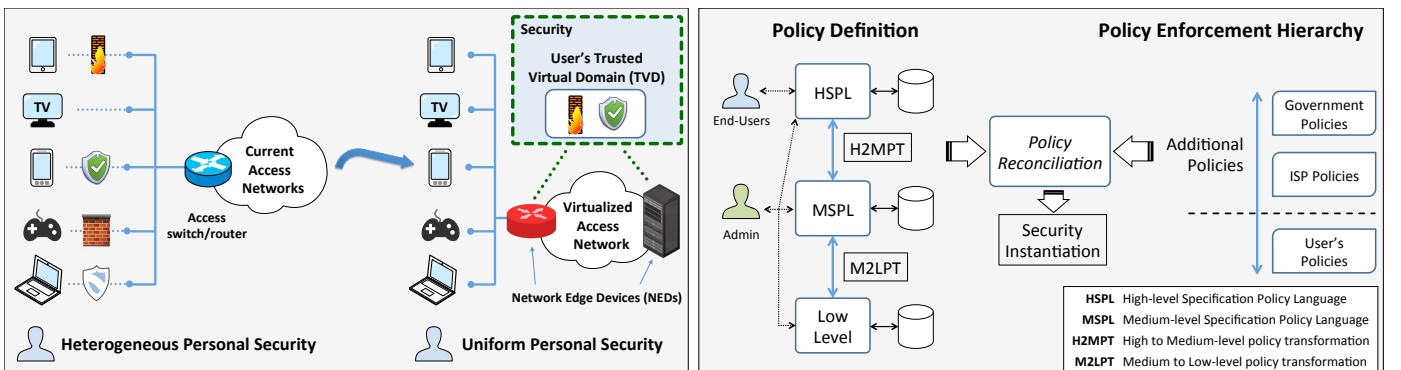 TV
Current
Access
Networks
Access
switch/router
Heterogeneous Personal Security
Security
User's Trusted
Virtual Domain (TVD)
TV
Virtualized
Access
Network
Network Edge Devices (NEDs)
Uniform Personal Security
Policy Definition
Policy Enforcement Hierarchy
End-Users
HSPL
H2MPT
Admin
MSPL
M2LPT
Low
Level
Policy
Reconciliation
Security
Instantiation
Additional
Policies
Government
Policies
ISP Policies
User's
Policies
HSPL High-level Specification Policy Language
MSPL Medium-level Specification Policy Language
H2MPT High to Medium-level policy transformation
M2LPT Medium to Low-level policy transformation